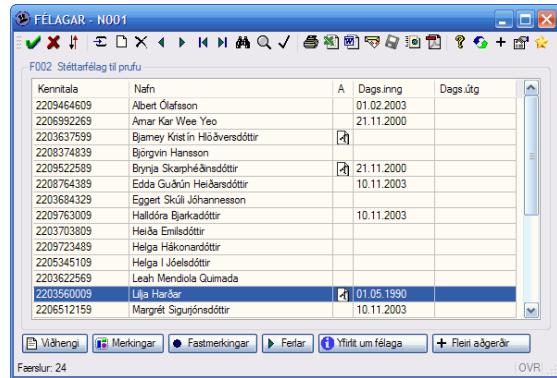 FÉLAGAR - N001
F002 Stéttarfélag til prufu
Kennitala Nafn A Dags.inng Dags.útg
2209464609 Albert Ólafsson 01.02.2003
2206992269 Amar Kar Wee Yeo 21.11.2000
2203637599 Bjarney Kristín Hlöðversdóttir
2208374839 Björgvin Hansson
2209522589 Brynja Skarphéðinsdóttir 21.11.2000
2208764389 Edda Guðrún Heiðarsdóttir 10.11.2003
2203684329 Eggert Skúli Jóhannesson
2209763009 Halldóra Bjarkadóttir 10.11.2003
2203703809 Heiða Emilsdóttir
2209723489 Helga Hákonardóttir
2205345109 Helga I Jóelsdóttir
2203622569 Leah Mendiola Quimada
2203560009 Lilja Harðar 01.05.1990
2206512159 Margrét Sigurjónsdóttir 10.11.2003
Viðhengi Merkingar Fastmerkingar Ferlar Yfirlit um félaga Fleiri aðgerðir
Færslur: 24 OVR